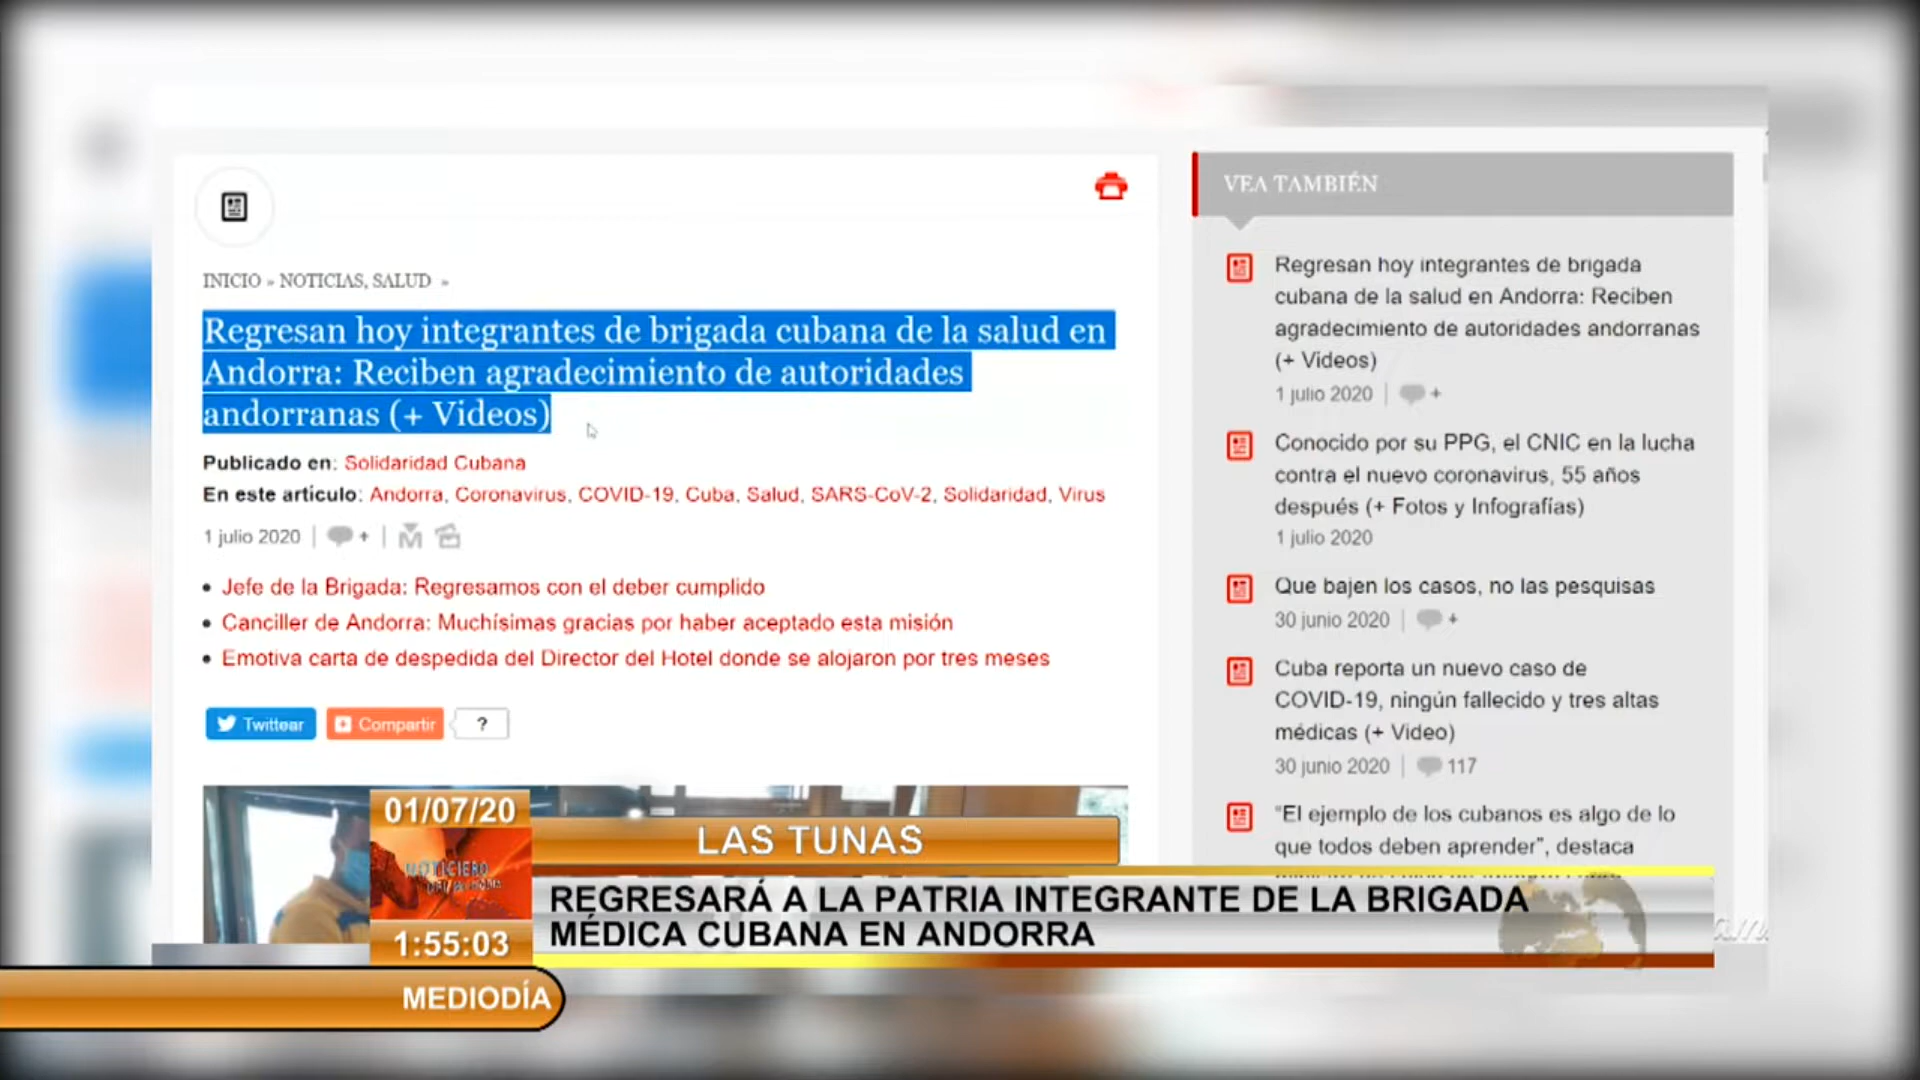 INICIO » NOTICIAS, SALUD »
Regresan hoy integrantes de brigada cubana de la salud en
Andorra: Reciben agradecimiento de autoridades
andorranas (+ Videos)
Publicado en: Solidaridad Cubana
En este artículo: Andorra, Coronavirus, COVID-19, Cuba, Salud, SARS-CoV-2, Solidaridad, Virus
1 julio 2020 | + |
• Jefe de la Brigada: Regresamos con el deber cumplido
• Canciller de Andorra: Muchísimas gracias por haber aceptado esta misión
• Emotiva carta de despedida del Director del Hotel donde se alojaron por tres meses
Twittear Compartir ?
VEA TAMBIÉN
Regresan hoy integrantes de brigada
cubana de la salud en Andorra: Reciben
agradecimiento de autoridades andorranas
(+ Videos)
1 julio 2020 | +
Conocido por su PPG, el CNIC en la lucha
contra el nuevo coronavirus, 55 años
después (+ Fotos y Infografías)
1 julio 2020
Que bajen los casos, no las pesquisas
30 junio 2020 | +
Cuba reporta un nuevo caso de
COVID-19, ningún fallecido y tres altas
médicas (+ Video)
30 junio 2020 | 117
“El ejemplo de los cubanos es algo de lo
que todos deben aprender”, destaca
01/07/20
NOTICIERO
1:55:03
LAS TUNAS
REGRESARÁ A LA PATRIA INTEGRANTE DE LA BRIGADA
MÉDICA CUBANA EN ANDORRA
MEDIODÍA